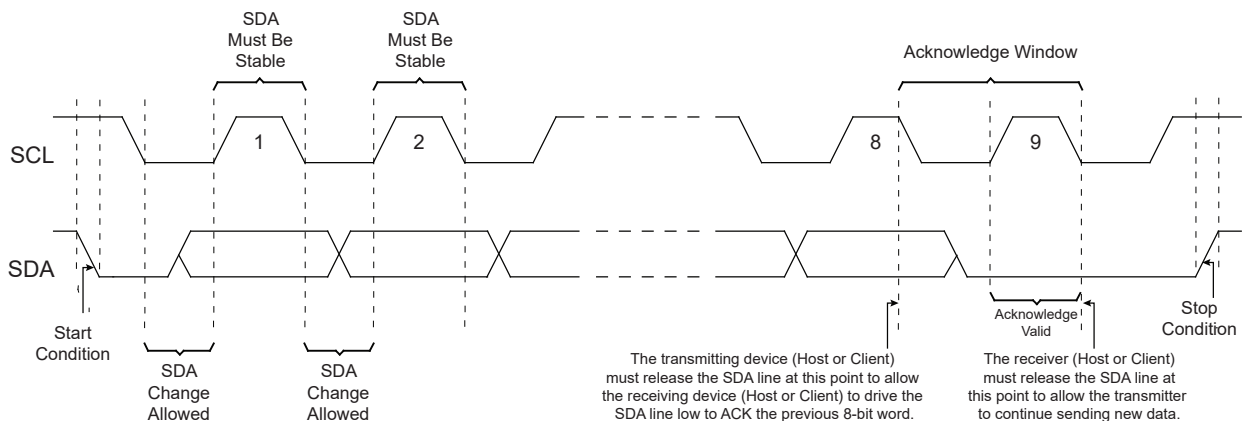 SDA
Must Be
Stable
SDA
Must Be
Stable
Acknowledge Window
SCL
1
2
8
9
SDA
Start
Condition
SDA
Change
Allowed
SDA
Change
Allowed
Acknowledge
Valid
Stop
Condition
The transmitting device (Host or Client)
must release the SDA line at this point to allow
the receiving device (Host or Client) to drive the
SDA line low to ACK the previous 8-bit word.
The receiver (Host or Client)
must release the SDA line at
this point to allow the transmitter
to continue sending new data.